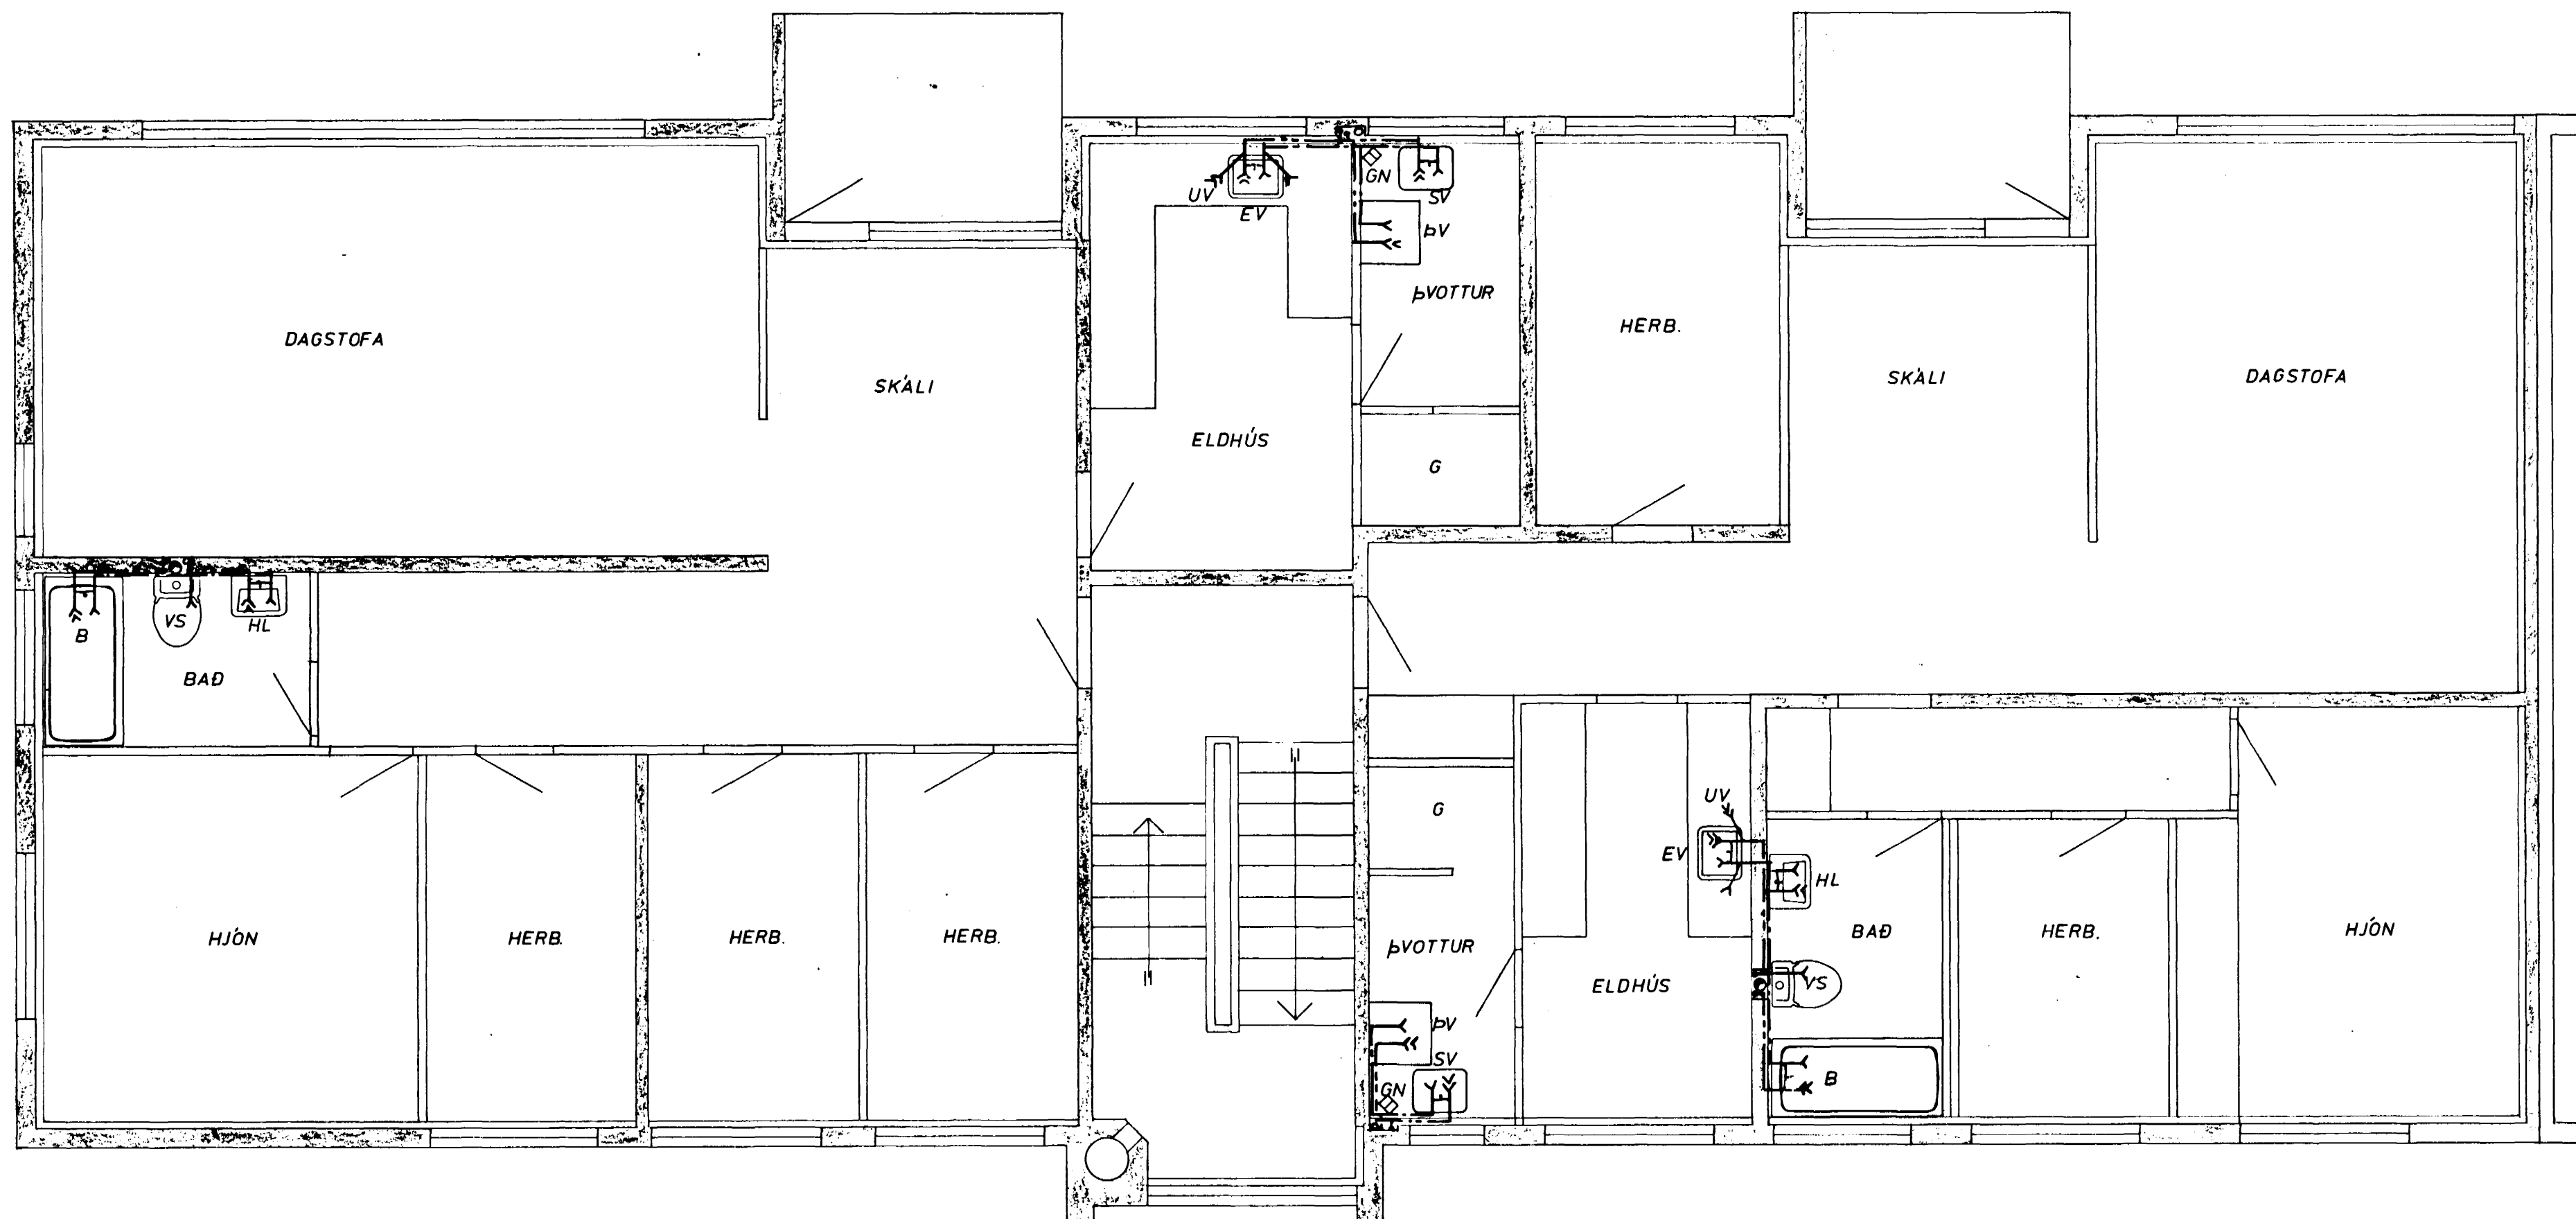 UV
EV
GN
SV
ÞV
ÞVOTTUR
HERB.
DAGSTOFA
SKÁLI
SKÁLI
DAGSTOFA
ELDHÚS
G
B
VS
HL
BAÐ
UV
G
EV
HL
HJÓN
HERB.
HERB.
HERB.
ÞVOTTUR
ELDHÚS
BAÐ
HERB.
HJÓN
VS
ÞV
SV
GN
B